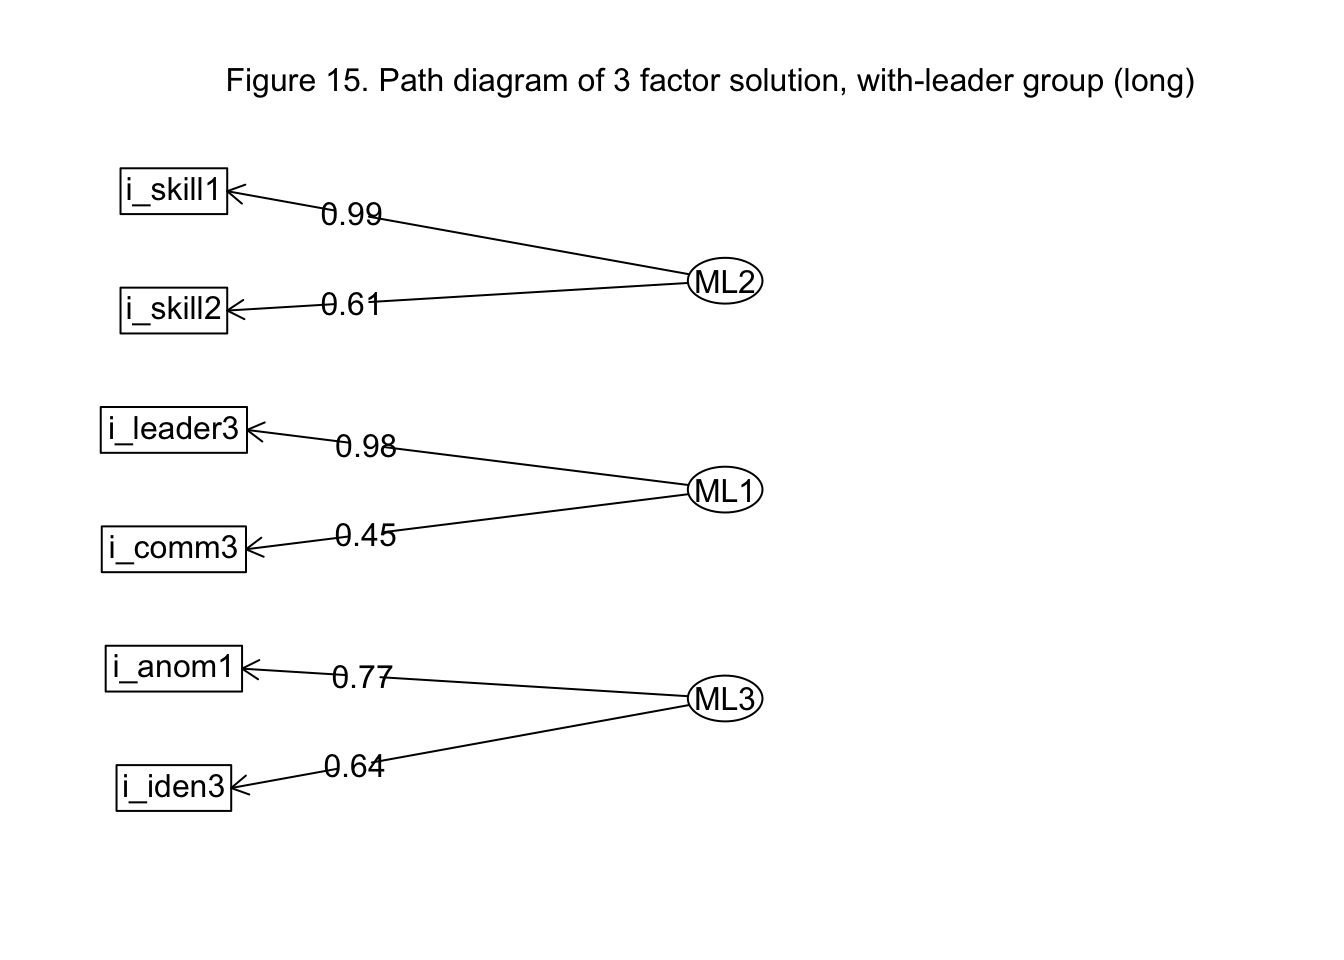 Figure 15. Path diagram of 3 factor solution, with-leader group (long)
i_skill1
0.99
ML2
i_skill2
0.61
i_leader3
0.98
ML1
i_comm3
0.45
i_anom1
0.77
ML3
i_iden3
0.64